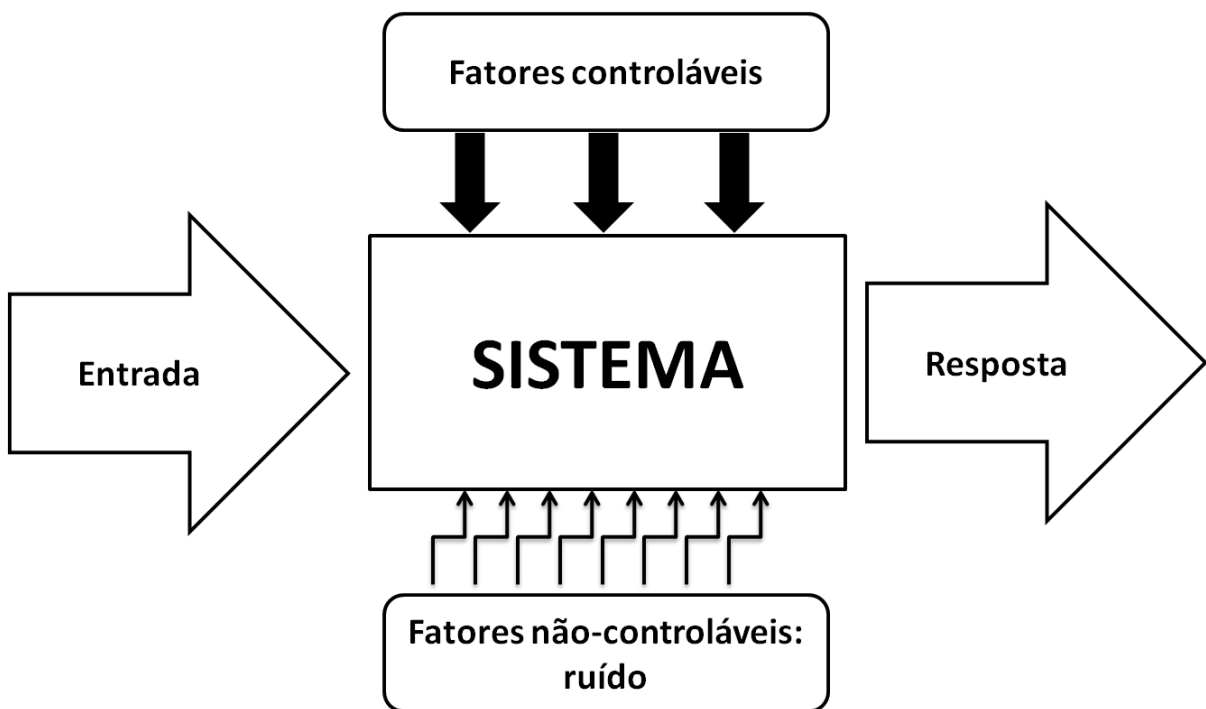 Fatores controláveis
Entrada
SISTEMA
Resposta
Fatores não-controláveis:
ruído